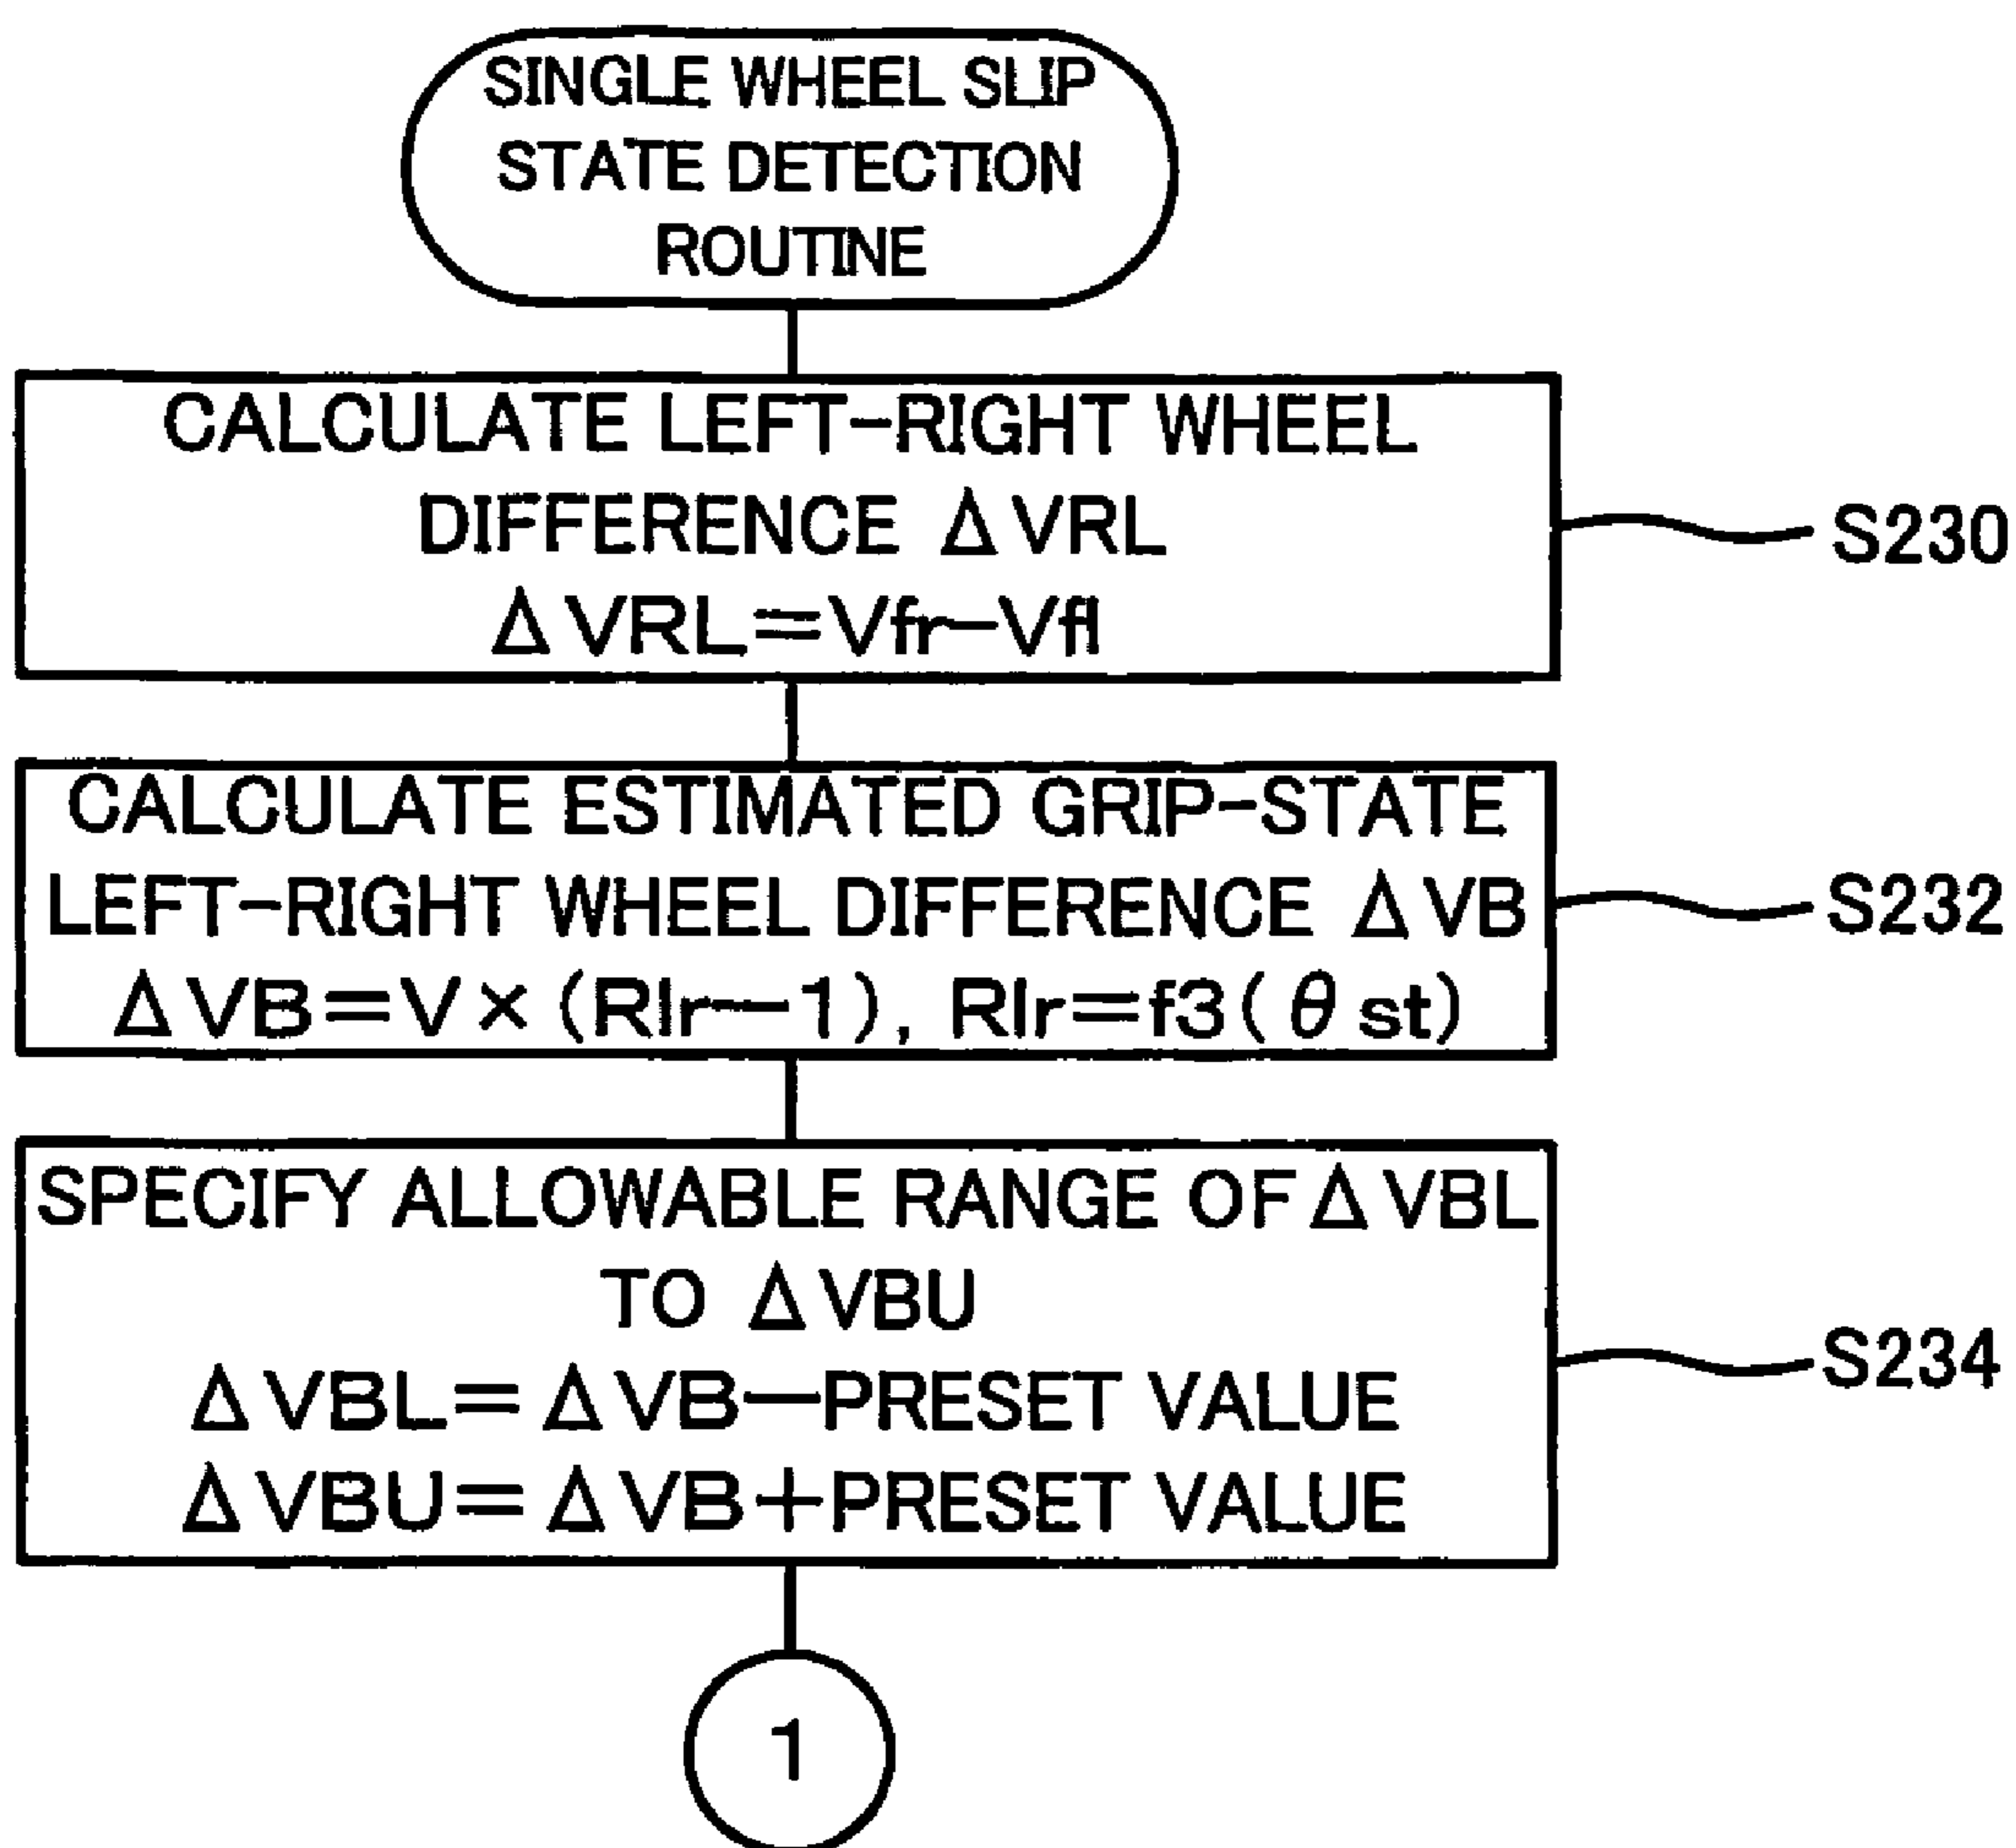 SINGLE WHEEL SLIP
STATE DETECTION
ROUTINE
CALCULATE LEFT-RIGHT WHEEL
DIFFERENCE ΔVRL
ΔVRL=Vfr-Vfl
S230
CALCULATE ESTIMATED GRIP-STATE
LEFT-RIGHT WHEEL DIFFERENCE ΔVB
ΔVB=V×(Rlr-1), Rlr=f3(θst)
S232
SPECIFY ALLOWABLE RANGE OF ΔVBL
TO ΔVBU
ΔVBL=ΔVB-PRESET VALUE
ΔVBU=ΔVB+PRESET VALUE
S234
1